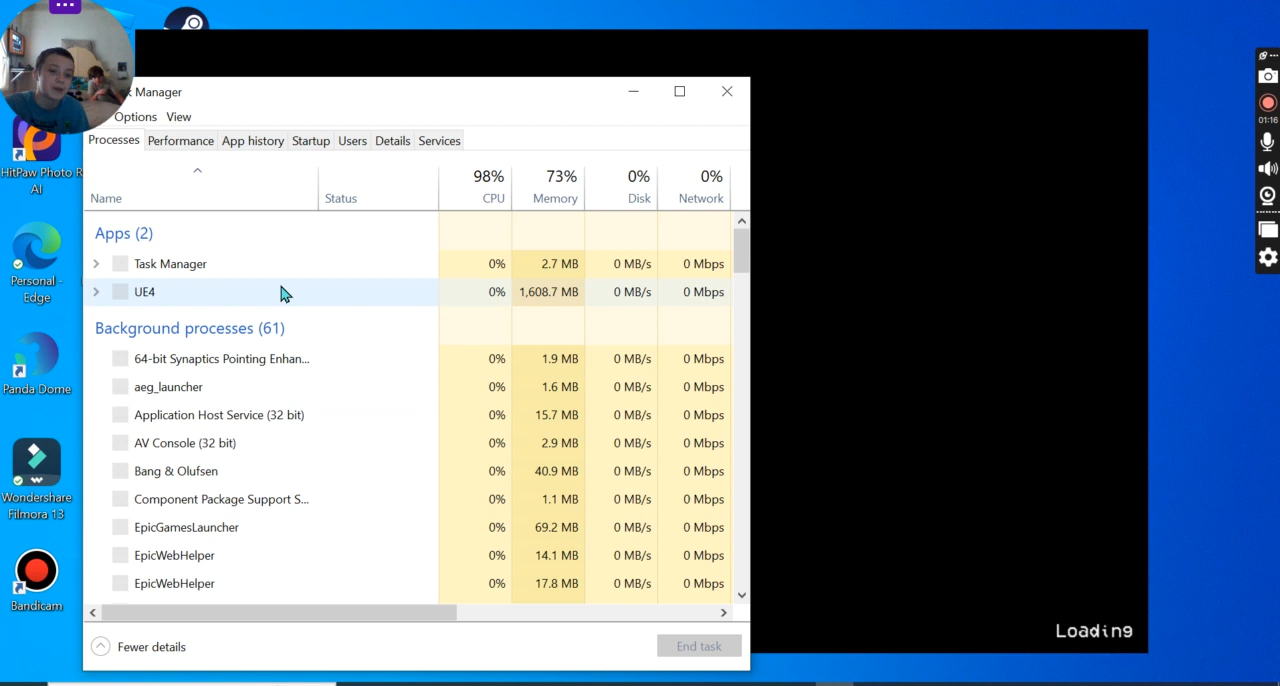 Manager
Options View
Processes Performance App history Startup Users Details Services
98% 73% 0% 0%
Name Status CPU Memory Disk Network
Apps (2)
Task Manager 0% 2.7 MB 0 MB/s 0 Mbps
UE4 0% 1,608.7 MB 0 MB/s 0 Mbps
Background processes (61)
64-bit Synaptics Pointing Enhan... 0% 1.9 MB 0 MB/s 0 Mbps
aeg_launcher 0% 1.6 MB 0 MB/s 0 Mbps
Application Host Service (32 bit) 0% 15.7 MB 0 MB/s 0 Mbps
AV Console (32 bit) 0% 2.9 MB 0 MB/s 0 Mbps
Bang & Olufsen 0% 40.9 MB 0 MB/s 0 Mbps
Component Package Support S... 0% 1.1 MB 0 MB/s 0 Mbps
EpicGamesLauncher 0% 69.2 MB 0 MB/s 0 Mbps
EpicWebHelper 0% 14.1 MB 0 MB/s 0 Mbps
EpicWebHelper 0% 17.8 MB 0 MB/s 0 Mbps
Fewer details End task
HitPaw Photo R
AI
Personal -
Edge
Panda Dome
Wondershare
Filmora 13
Bandicam
Loading
01:16